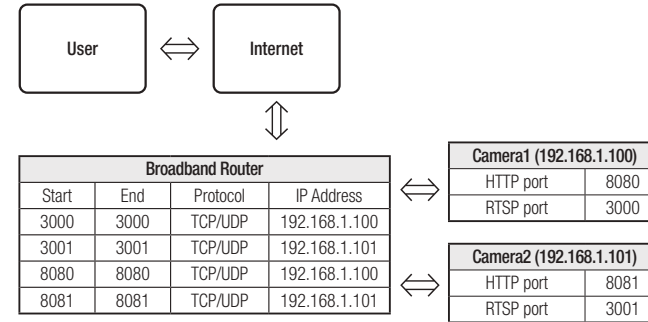 User
Internet
Broadband Router
Start End Protocol IP Address
3000 3000 TCP/UDP 192.168.1.100
3001 3001 TCP/UDP 192.168.1.101
8080 8080 TCP/UDP 192.168.1.100
8081 8081 TCP/UDP 192.168.1.101
Camera1 (192.168.1.100)
HTTP port 8080
RTSP port 3000
Camera2 (192.168.1.101)
HTTP port 8081
RTSP port 3001